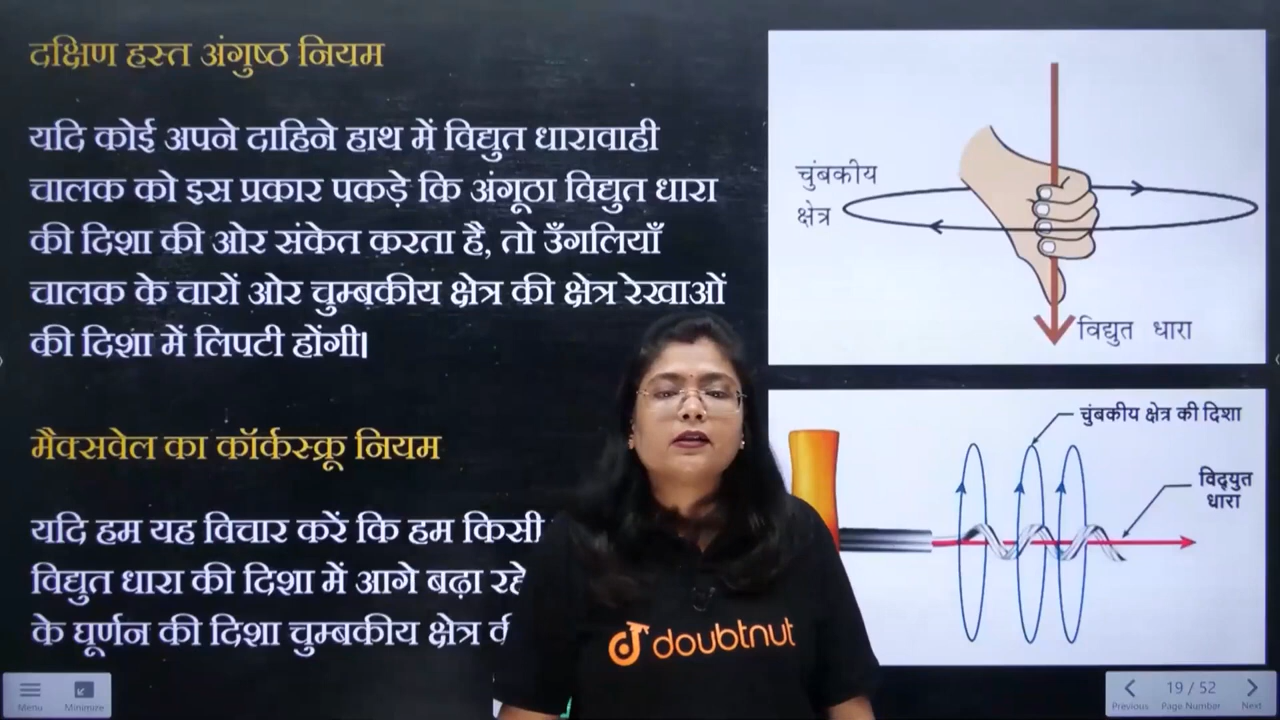 दक्षिण हस्त अंगुष्ठ नियम
यदि कोई अपने दाहिने हाथ में विद्युत धारावाही
चालक को इस प्रकार पकड़े कि अंगूठा विद्युत धारा
की दिशा की ओर संकेत करता है, तो उँगलियाँ
चालक के चारों ओर चुम्बकीय क्षेत्र की क्षेत्र रेखाओं
की दिशा में लिपटी होंगी।
चुंबकीय
क्षेत्र
विद्युत धारा
मैक्सवेल का कॉर्कस्क्रू नियम
यदि हम यह विचार करें कि हम किसी
विद्युत धारा की दिशा में आगे बढ़ा रहे
के घूर्णन की दिशा चुम्बकीय क्षेत्र
चुंबकीय क्षेत्र की दिशा
विद्युत
धारा
doubtnut
Menu
Minimize
19 / 52
Previous
Page Number
Next